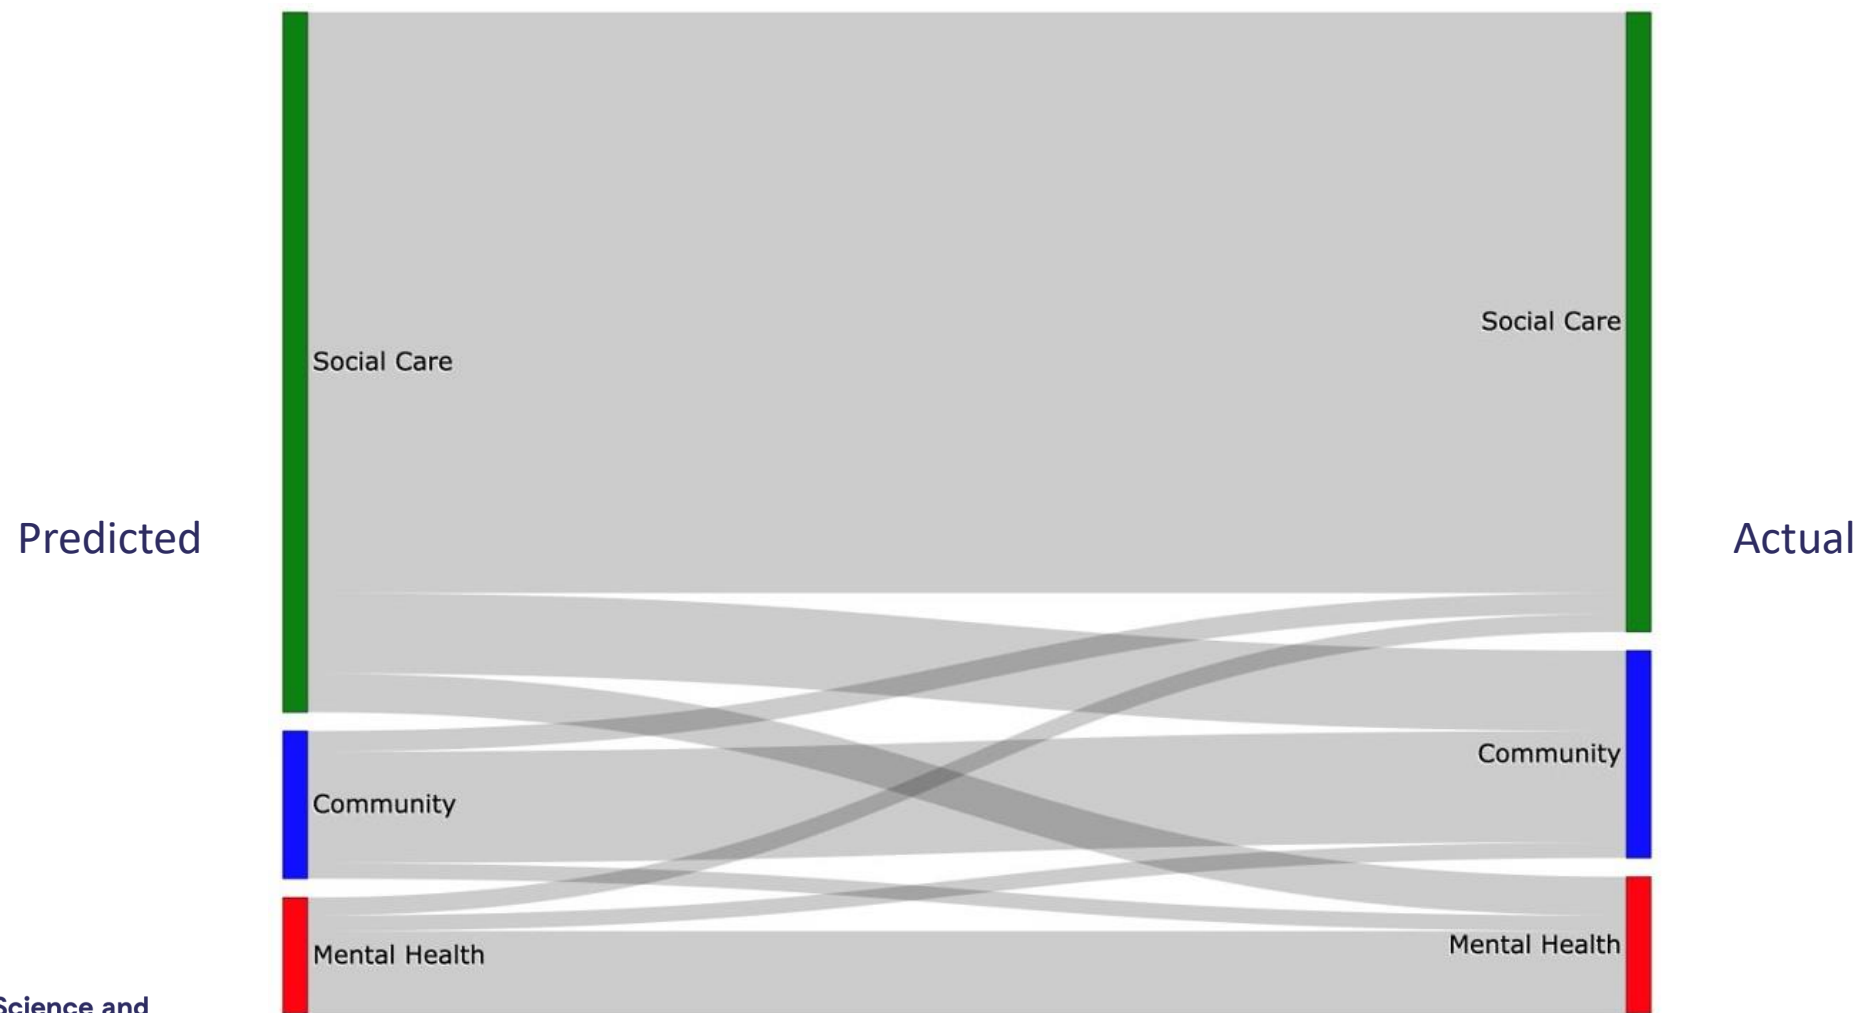 Social Care
Social Care
Predicted
Actual
Community
Community
Mental Health
Mental Health
Science and